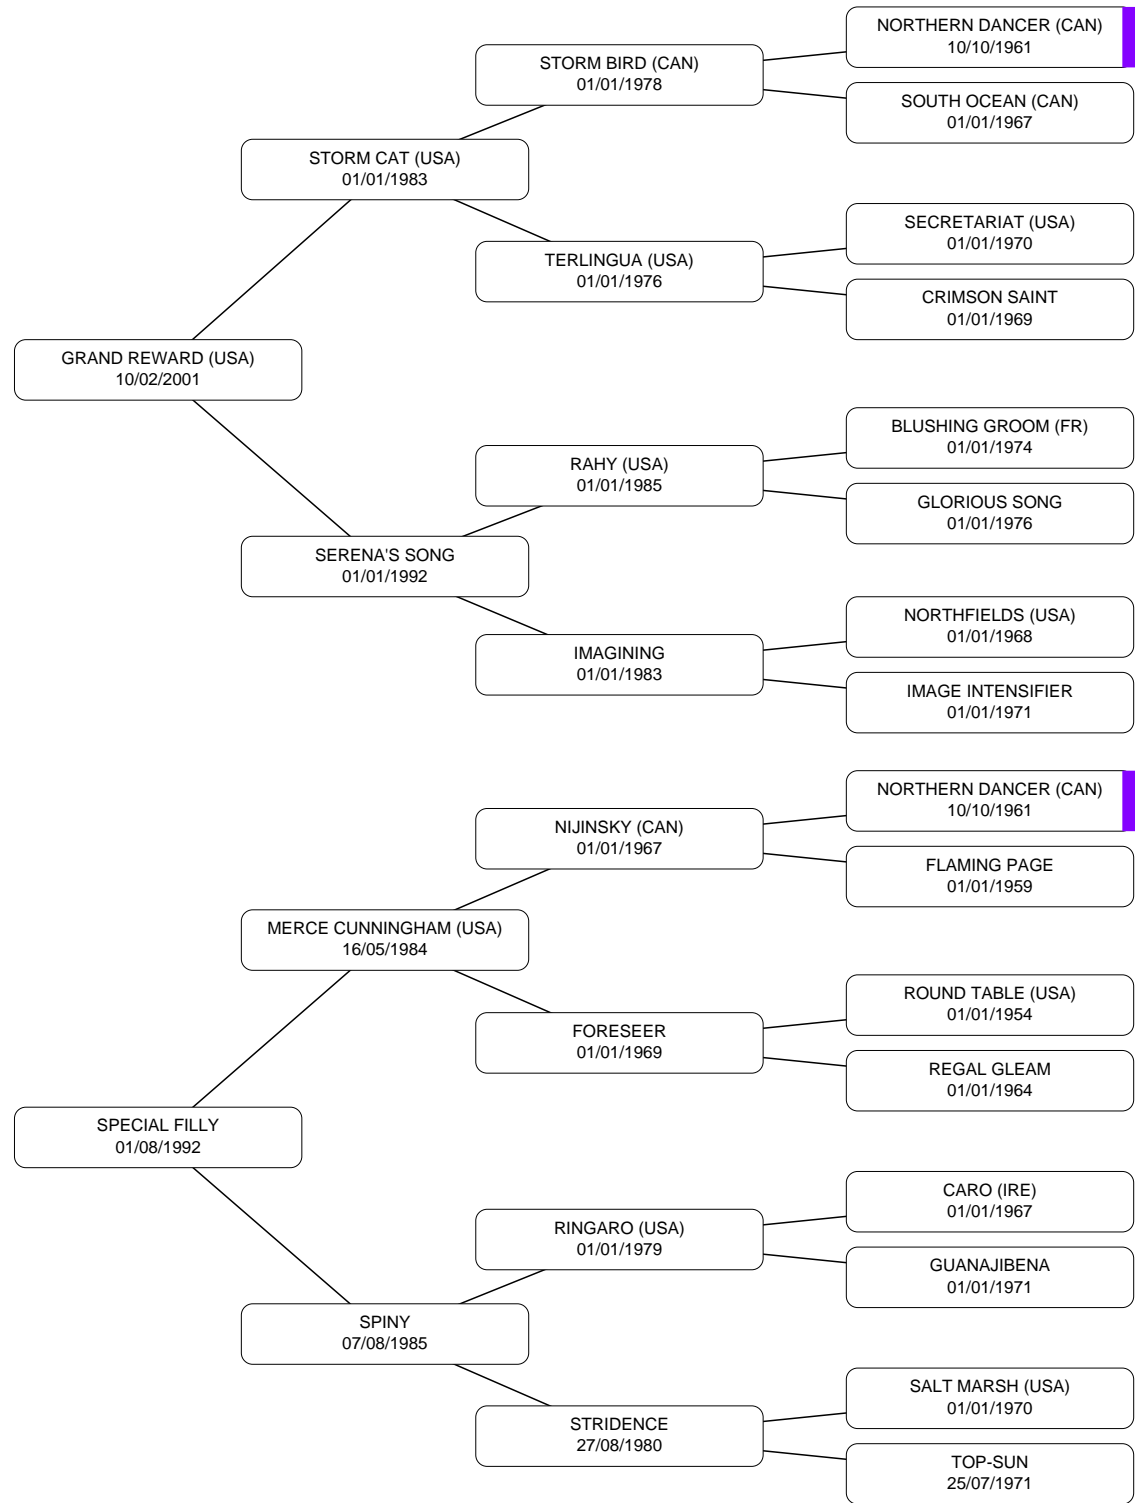 NORTHERN DANCER (CAN)
10/10/1961
STORM BIRD (CAN)
01/01/1978
SOUTH OCEAN (CAN)
01/01/1967
STORM CAT (USA)
01/01/1983
SECRETARIAT (USA)
01/01/1970
TERLINGUA (USA)
01/01/1976
CRIMSON SAINT
01/01/1969
GRAND REWARD (USA)
10/02/2001
BLUSHING GROOM (FR)
01/01/1974
RAHY (USA)
01/01/1985
GLORIOUS SONG
01/01/1976
SERENA'S SONG
01/01/1992
NORTHFIELDS (USA)
01/01/1968
IMAGINING
01/01/1983
IMAGE INTENSIFIER
01/01/1971
NORTHERN DANCER (CAN)
10/10/1961
NIJINSKY (CAN)
01/01/1967
FLAMING PAGE
01/01/1959
MERCE CUNNINGHAM (USA)
16/05/1984
ROUND TABLE (USA)
01/01/1954
FORESEER
01/01/1969
REGAL GLEAM
01/01/1964
SPECIAL FILLY
01/08/1992
CARO (IRE)
01/01/1967
RINGARO (USA)
01/01/1979
GUANAJIBENA
01/01/1971
SPINY
07/08/1985
SALT MARSH (USA)
01/01/1970
STRIDENCE
27/08/1980
TOP-SUN
25/07/1971